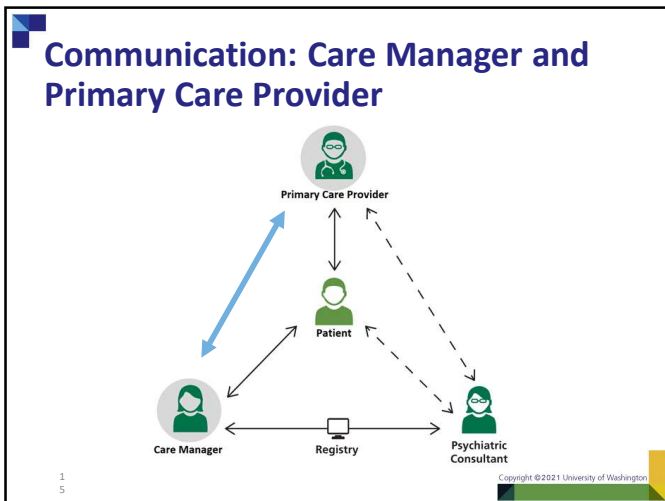 Communication: Care Manager and
Primary Care Provider
Primary Care Provider
Patient
Care Manager
Registry
Psychiatric
Consultant
1
5
Copyright ©2021 University of Washington